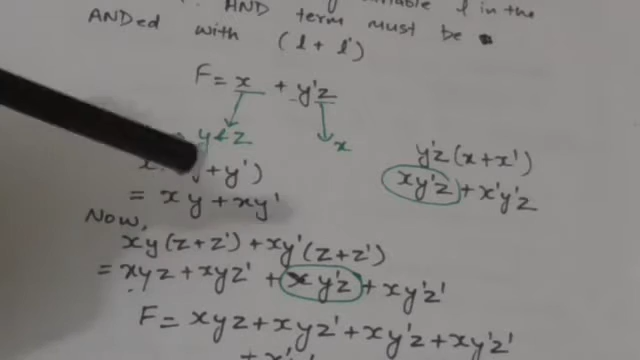 AND term must be
ANDed with (l + l')
F = x + y'z
y & z
x
+ y')
= xy + xy'
y'z (x + x')
xy'z + x'y'z
Now,
xy (z + z') + xy' (z + z')
= xyz + xyz' + xy'z + xy'z'
F = xyz + xyz' + xy'z + xy'z'